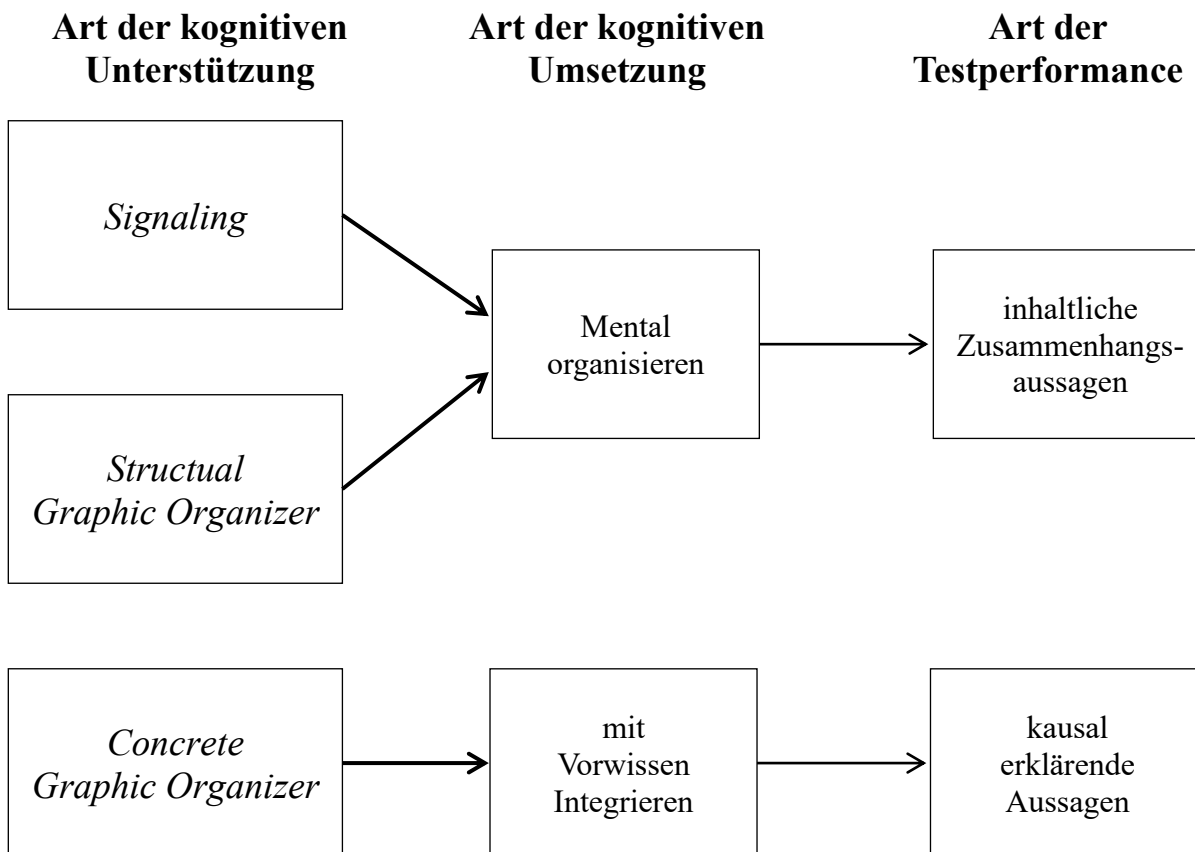 Art der kognitiven
Unterstützung
Art der kognitiven
Umsetzung
Art der
Testperformance
Signaling
Structual
Graphic Organizer
Mental
organisieren
inhaltliche
Zusammenhangs-
aussagen
Concrete
Graphic Organizer
mit
Vorwissen
Integrieren
kausal
erklärende
Aussagen